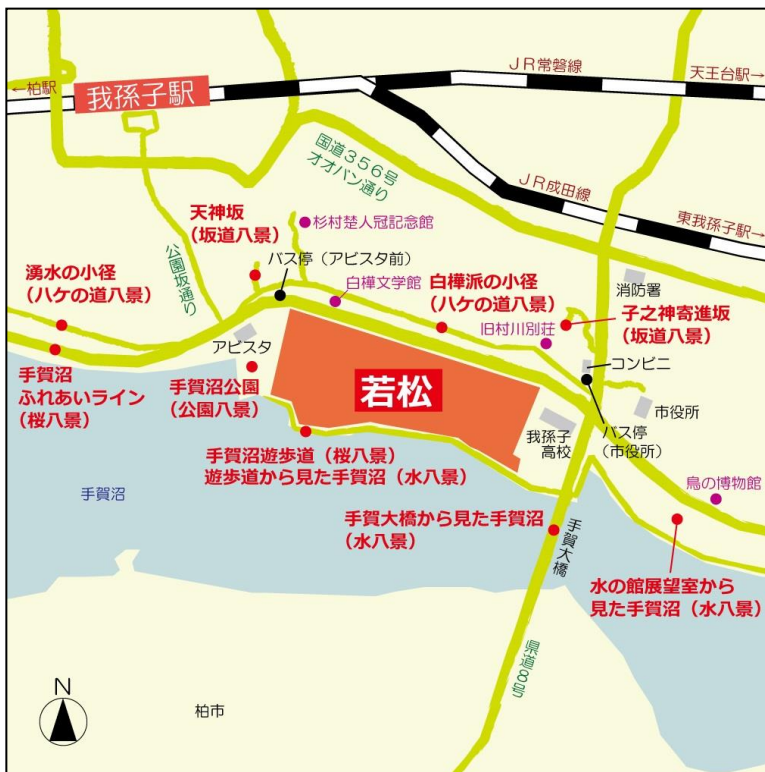 JR常磐線
天王台駅→
←柏駅
我孫子駅
国道356号
オオバン通り
JR成田線
東我孫子駅→
天神坂
(坂道八景)
杉村楚人冠記念館
公園坂通り
バス停(アビスタ前)
湧水の小径
(ハケの道八景)
白樺文学館
白樺派の小径
(ハケの道八景)
消防署
子之神寄進坂
(坂道八景)
旧村川別荘
アビスタ
コンビニ
手賀沼
ふれあいライン
(桜八景)
手賀沼公園
(公園八景)
若松
市役所
我孫子
高校
バス停
(市役所)
手賀沼遊歩道(桜八景)
遊歩道から見た手賀沼(水八景)
鳥の博物館
手賀沼
手賀大橋から見た手賀沼
(水八景)
手賀大橋
水の館展望室から
見た手賀沼(水八景)
県道8号
N
柏市